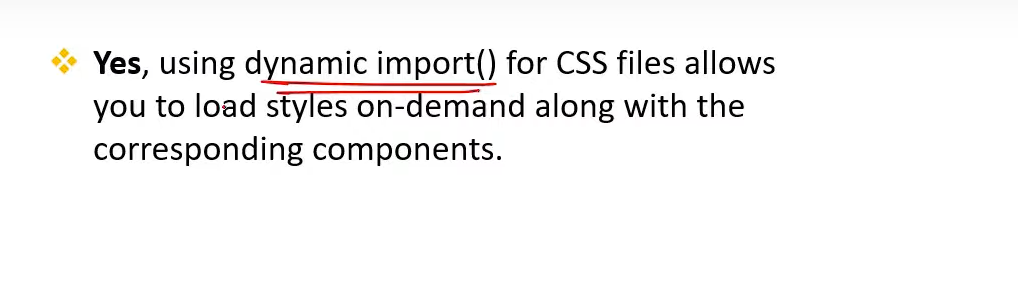 Yes, using dynamic import() for CSS files allows
you to load styles on-demand along with the
corresponding components.